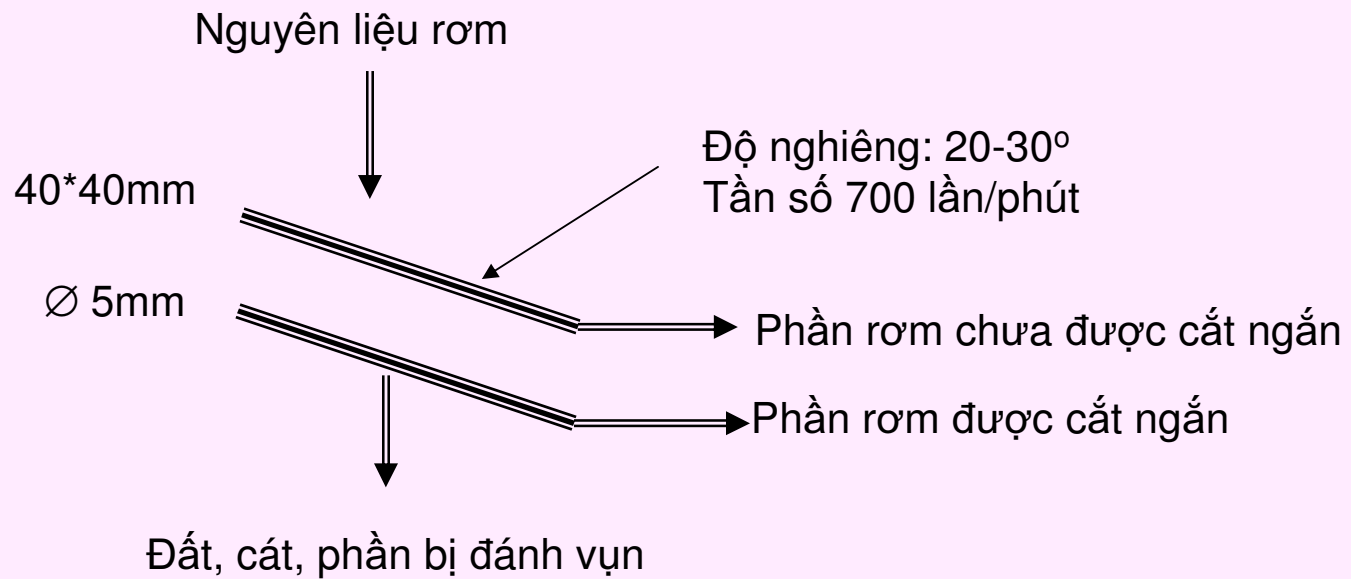 Nguyên liệu rơm
Độ nghiêng: 20-30º
Tần số 700 lần/phút
40*40mm
∅ 5mm
Phần rơm chưa được cắt ngắn
Phần rơm được cắt ngắn
Đất, cát, phần bị đánh vụn